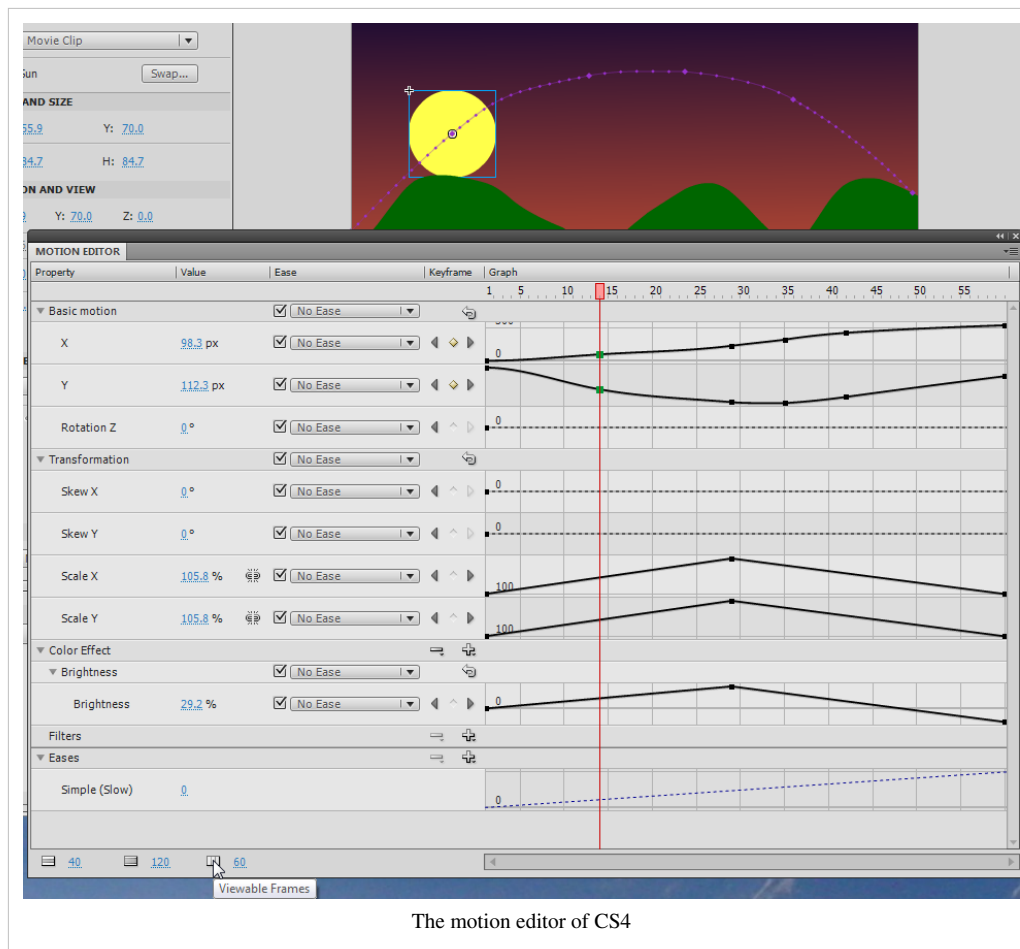 Movie Clip
Sun Swap...
AND SIZE
55.9 Y: 70.0
84.7 H: 84.7
ON AND VIEW
Y: 70.0 Z: 0.0
MOTION EDITOR
Property Value Ease Keyframe Graph
1 5 10 15 20 25 30 35 40 45 50 55
Basic motion No Ease
X 98.3 px No Ease 0
Y 112.3 px No Ease
Rotation Z 0 ° No Ease 0
Transformation No Ease
Skew X 0 ° No Ease 0
Skew Y 0 ° No Ease 0
Scale X 105.8 % No Ease 100
Scale Y 105.8 % No Ease 100
Color Effect
Brightness No Ease
Brightness 29.2 % No Ease 0
Filters
Eases
Simple (Slow) 0 0
40 120 60
Viewable Frames
The motion editor of CS4